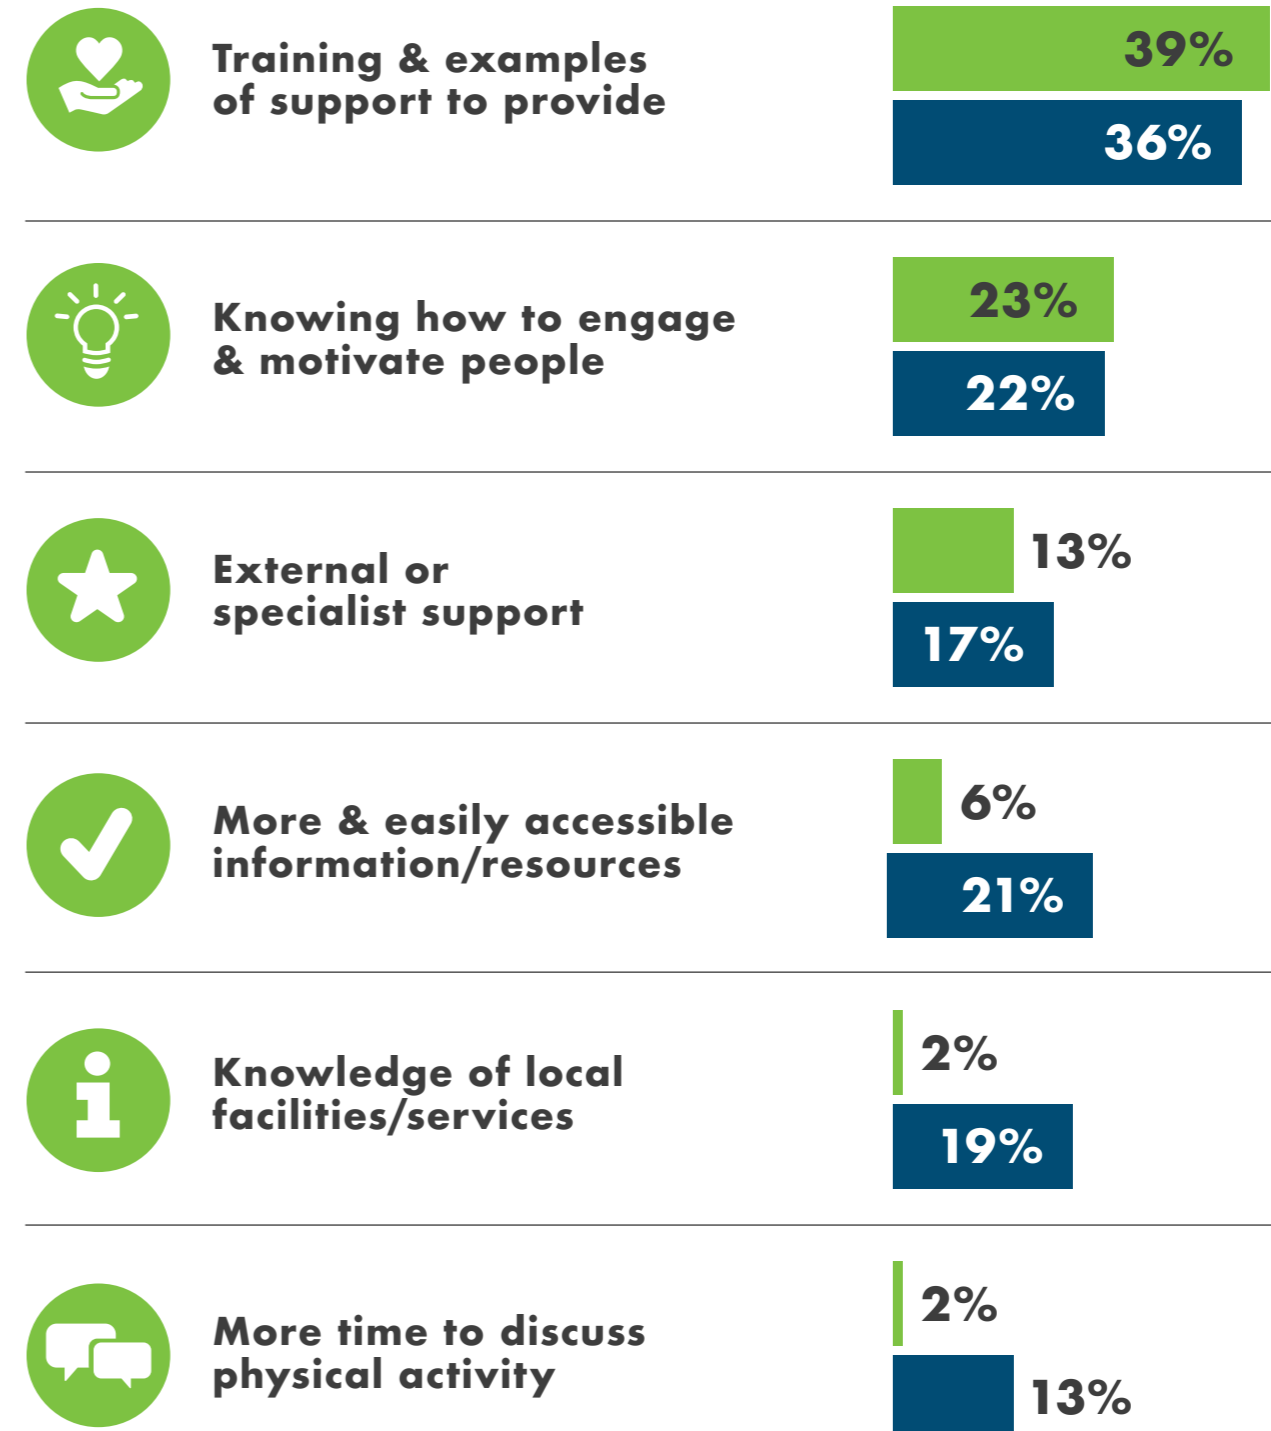 Training & examples
of support to provide
39%
36%
Knowing how to engage
& motivate people
23%
22%
External or
specialist support
13%
17%
More & easily accessible
information/resources
6%
21%
Knowledge of local
facilities/services
2%
19%
More time to discuss
physical activity
2%
13%